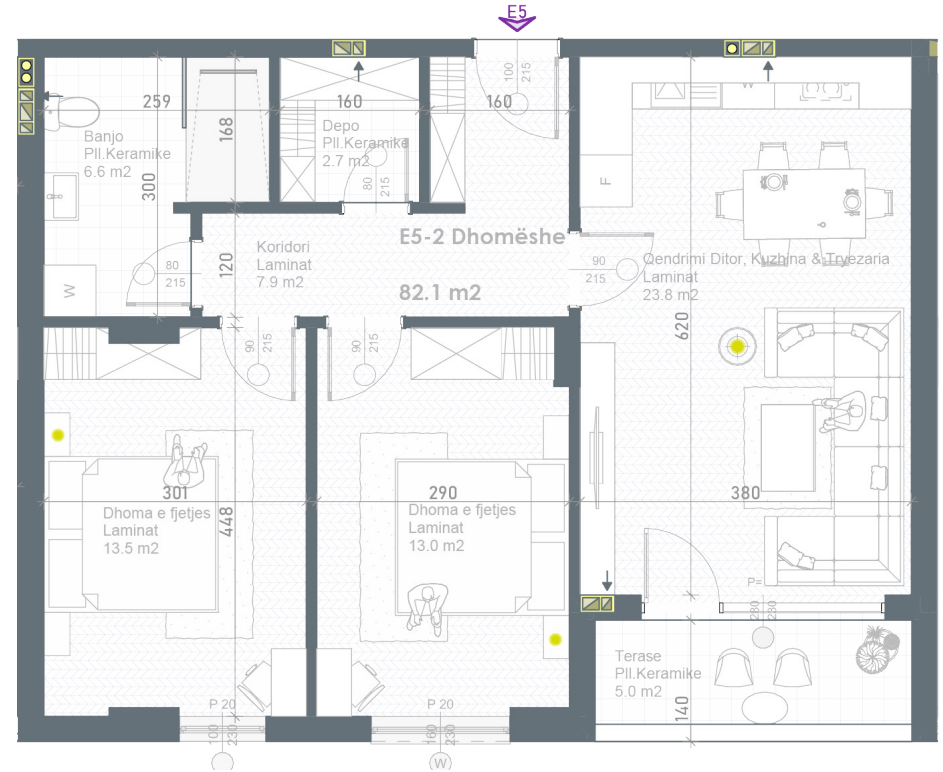 E5
100
215
259
160
160
168
Banjo
Pll.Keramike
6.6 m2
Depo
Pll.Keramike
2.7 m2
80
215
300
F
E5-2 Dhomëshe
82.1 m2
Koridori
Laminat
7.9 m2
120
80
215
W
90
215
Qendrimi Ditor, Kuzhina & Tryezaria
Laminat
23.8 m2
620
90
215
90
215
301
290
380
Dhoma e fjetjes
Laminat
13.5 m2
448
Dhoma e fjetjes
Laminat
13.0 m2
P=
280
230
Terase
Pll.Keramike
5.0 m2
140
P 20
100
230
P 20
160
230
W